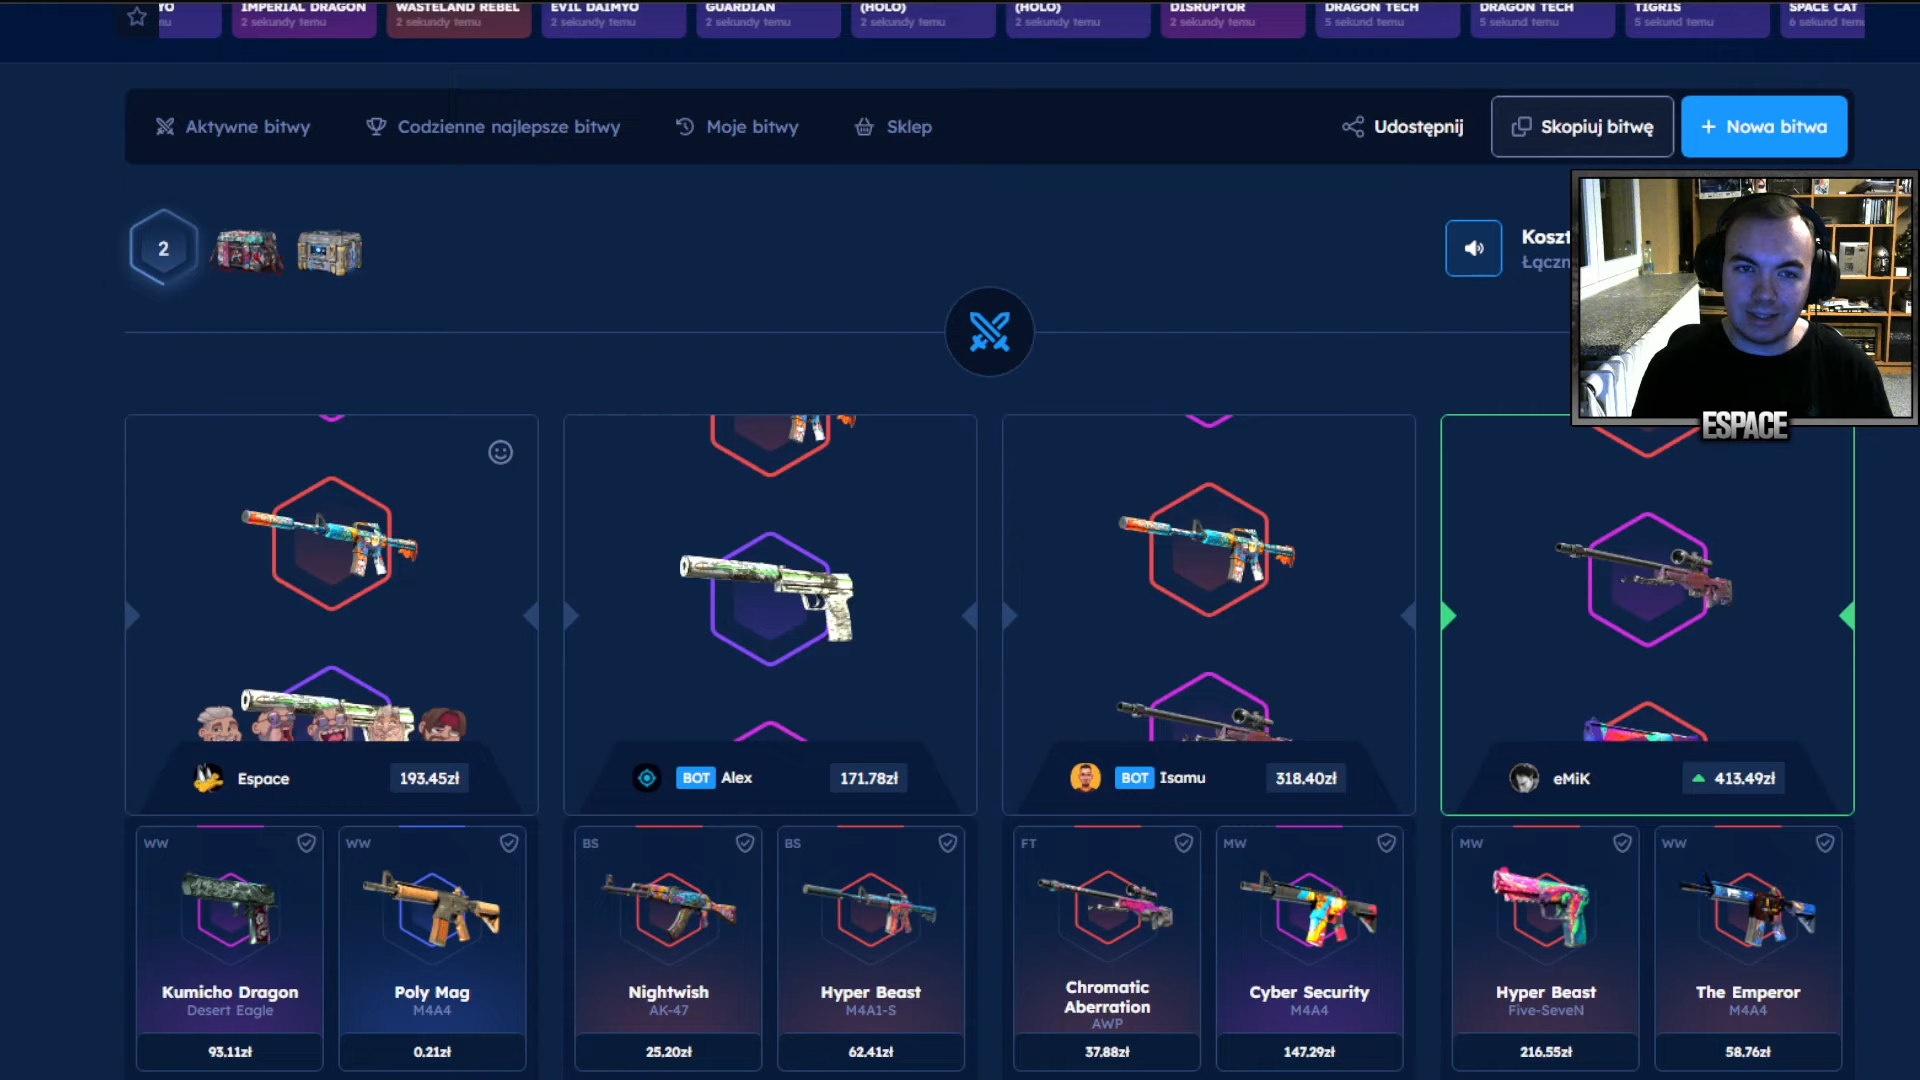 YO
IMPERIAL DRAGON
2 sekundy temu
WASTELAND REBEL
2 sekundy temu
EVIL DAIMYO
2 sekundy temu
GUARDIAN
2 sekundy temu
(HOLO)
2 sekundy temu
(HOLO)
2 sekundy temu
DISRUPTOR
2 sekundy temu
DRAGON TECH
5 sekund temu
DRAGON TECH
5 sekund temu
TIGRIS
5 sekund temu
SPACE CAT
6 sekund tem
Aktywne bitwy
Codzienne najlepsze bitwy
Moje bitwy
Sklep
Udostępnij
Skopiuj bitwę
+ Nowa bitwa
2
Koszt
Łączn
ESPACE
Espace
193.45zł
BOT Alex
171.78zł
BOT Isamu
318.40zł
eMiK
413.49zł
WW
Kumicho Dragon
Desert Eagle
93.11zł
WW
Poly Mag
M4A4
0.21zł
BS
Nightwish
AK-47
25.20zł
BS
Hyper Beast
M4A1-S
62.41zł
FT
Chromatic
Aberration
AWP
37.88zł
MW
Cyber Security
M4A4
147.29zł
MW
Hyper Beast
Five-SeveN
216.55zł
WW
The Emperor
M4A4
58.76zł